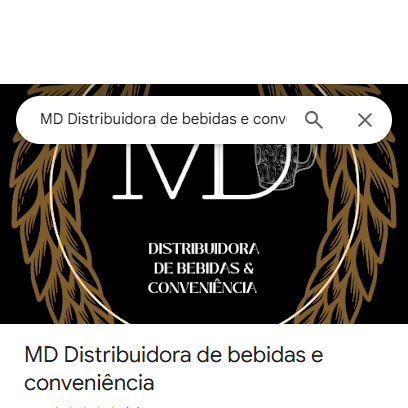 MD Distribuidora de bebidas e conv
MD
DISTRIBUIDORA
DE BEBIDAS &
CONVENIÊNCIA
MD Distribuidora de bebidas e
conveniência